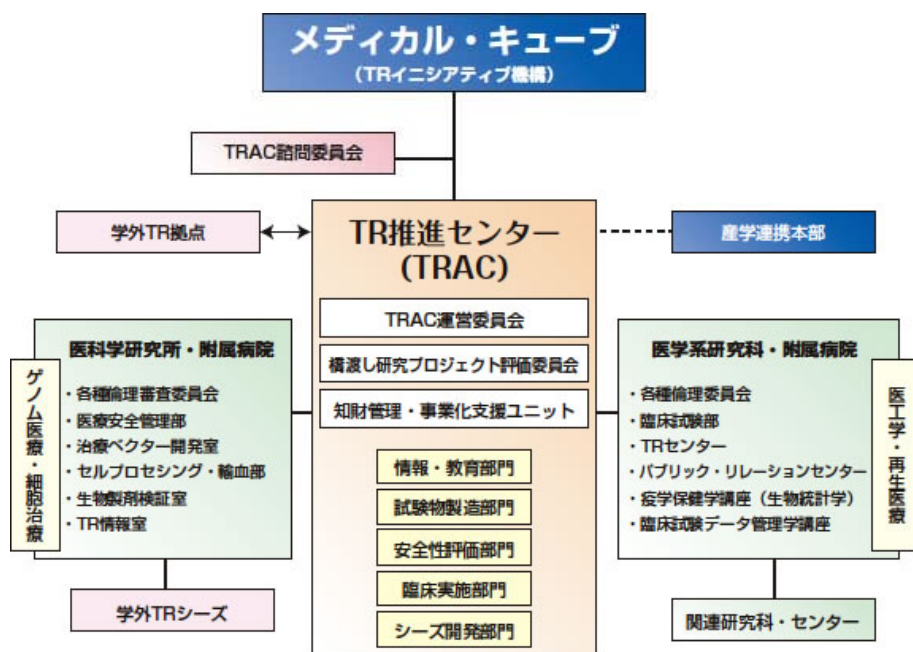 メディカル・キューブ
(TRイニシアティブ機構)
TRAC諮問委員会
学外TR拠点
TR推進センター
(TRAC)
産学連携本部
TRAC運営委員会
橋渡し研究プロジェクト評価委員会
知財管理・事業化支援ユニット
情報・教育部門
試験物製造部門
安全性評価部門
臨床実施部門
シーズ開発部門
医科学研究所・附属病院
ゲノム医療・細胞治療
・各種倫理審査委員会
・医療安全管理部
・治療ベクター開発室
・セルプロセシング・輸血部
・生物製剤検証室
・TR情報室
学外TRシーズ
医学系研究科・附属病院
・各種倫理委員会
・臨床試験部
・TRセンター
・パブリック・リレーションセンター
・疫学保健学講座（生物統計学）
・臨床試験データ管理学講座
医工学・再生医療
関連研究科・センター